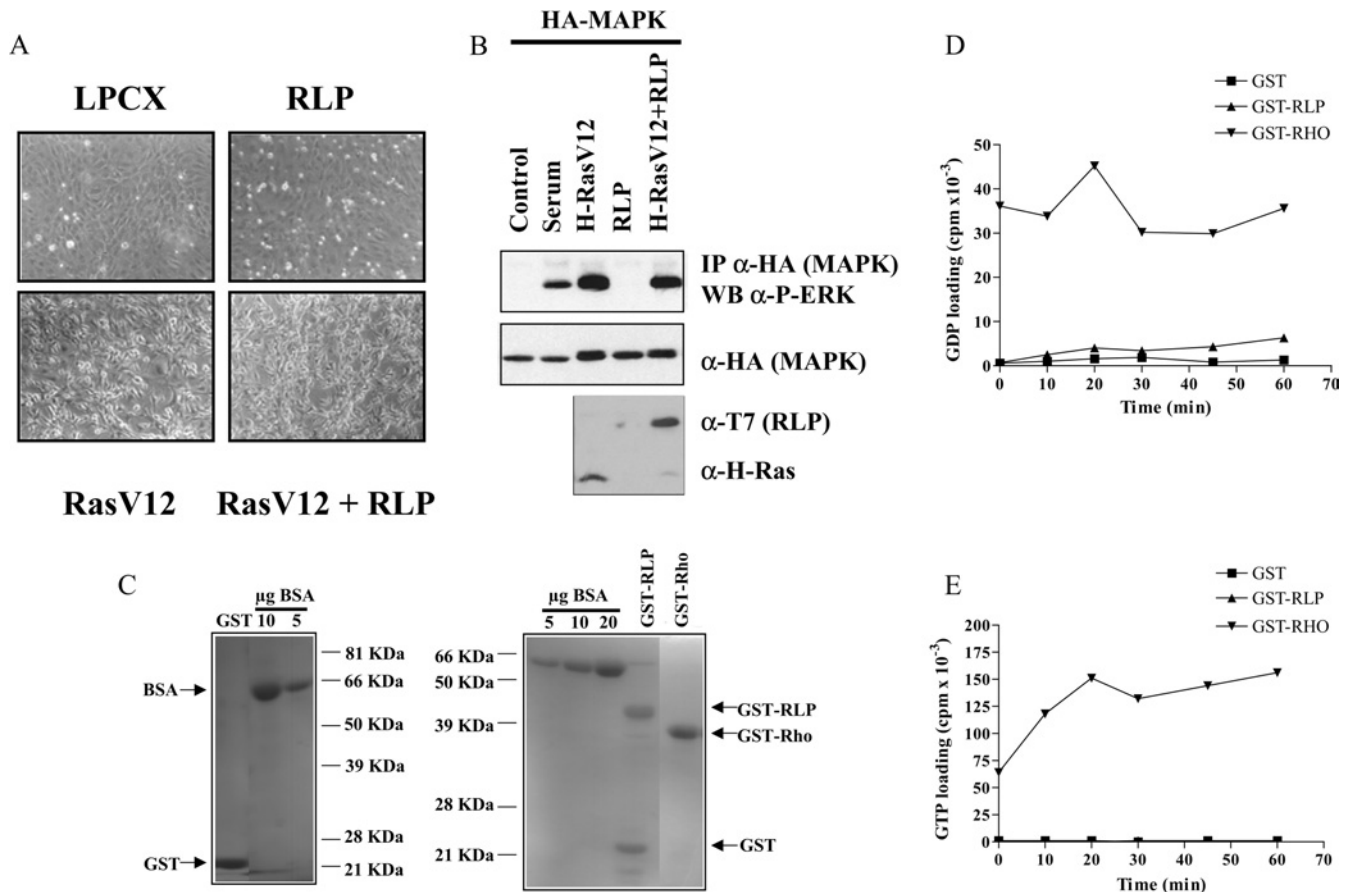 A
LPCX
RLP
RasV12
RasV12 + RLP
B
HA-MAPK
Control
Serum
H-RasV12
RLP
H-RasV12+RLP
IP α-HA (MAPK)
WB α-P-ERK
α-HA (MAPK)
α-T7 (RLP)
α-H-Ras
C
µg BSA
GST
10
5
BSA
GST
81 KDa
66 KDa
50 KDa
39 KDa
28 KDa
21 KDa
µg BSA
5
10
20
GST-RLP
GST-Rho
66 KDa
50 KDa
39 KDa
28 KDa
21 KDa
GST-RLP
GST-Rho
GST
D
GST
GST-RLP
GST-RHO
GDP loading (cpm x10-3)
50
40
30
20
10
5
0
0 10 20 30 40 50 60 70
Time (min)
E
GST
GST-RLP
GST-RHO
GTP loading (cpm x 10-3)
200
175
150
125
100
75
50
25
0
0 10 20 30 40 50 60 70
Time (min)